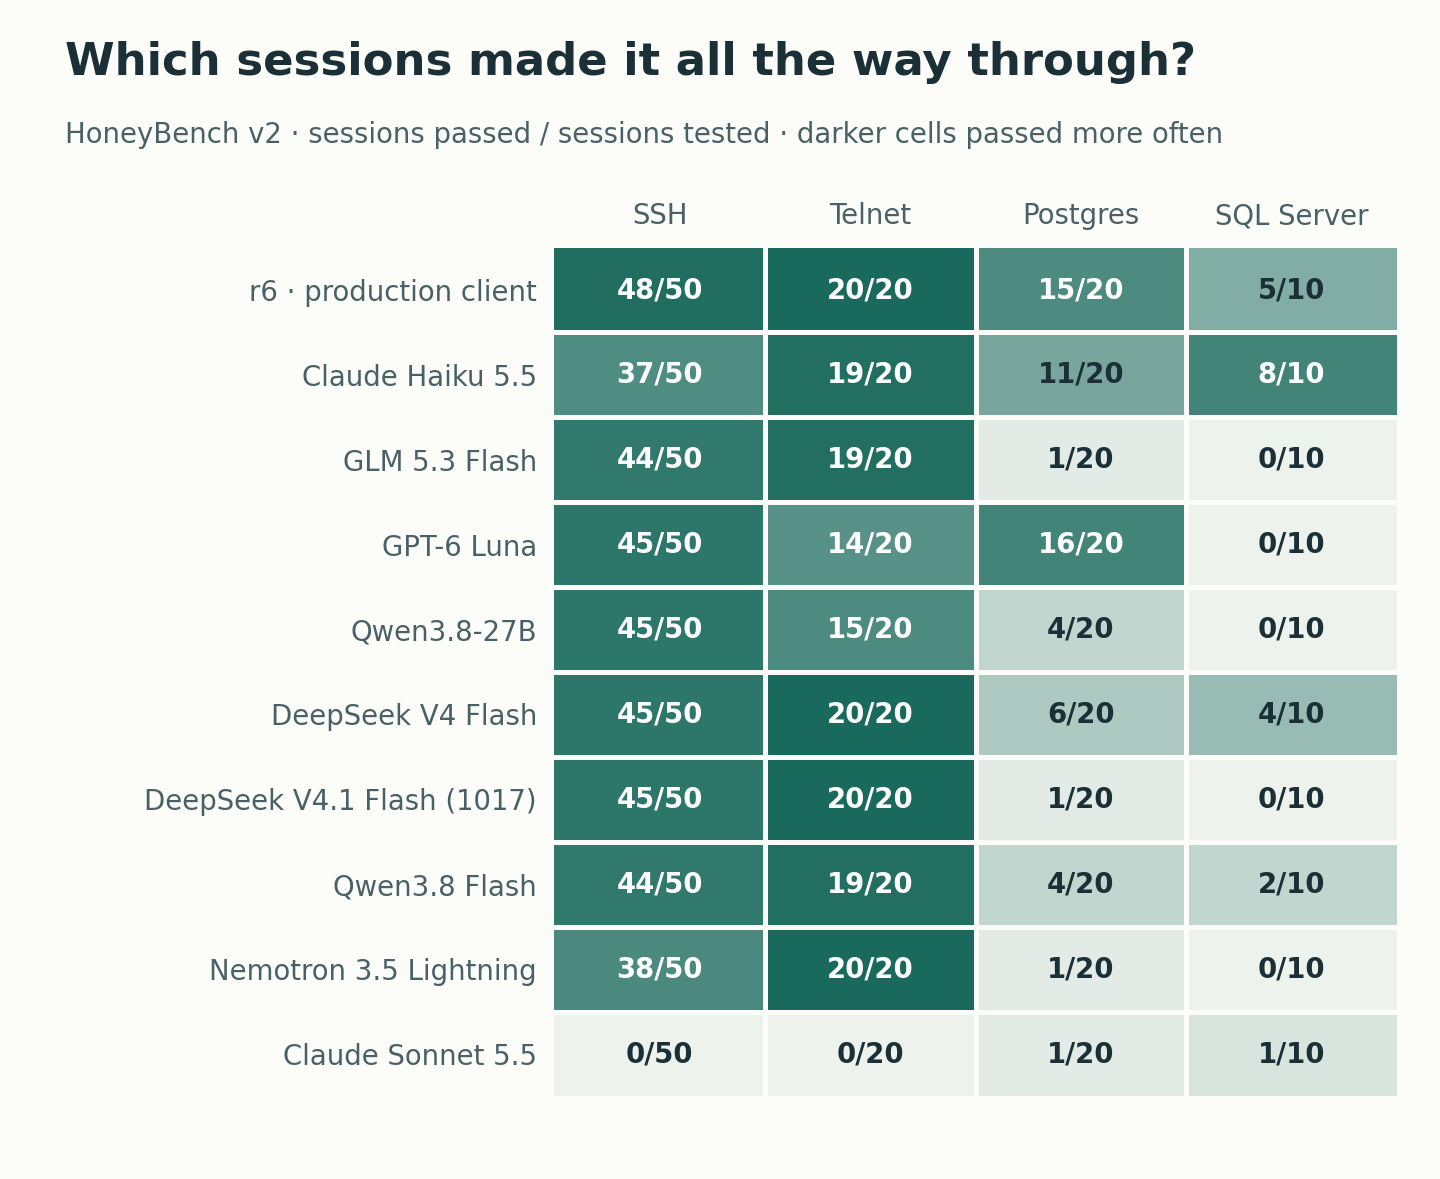 Which sessions made it all the way through?
HoneyBench v2 · sessions passed / sessions tested · darker cells passed more often
SSH Telnet Postgres SQL Server
r6 · production client 48/50 20/20 15/20 5/10
Claude Haiku 5.5 37/50 19/20 11/20 8/10
GLM 5.3 Flash 44/50 19/20 1/20 0/10
GPT-6 Luna 45/50 14/20 16/20 0/10
Qwen3.8-27B 45/50 15/20 4/20 0/10
DeepSeek V4 Flash 45/50 20/20 6/20 4/10
DeepSeek V4.1 Flash (1017) 45/50 20/20 1/20 0/10
Qwen3.8 Flash 44/50 19/20 4/20 2/10
Nemotron 3.5 Lightning 38/50 20/20 1/20 0/10
Claude Sonnet 5.5 0/50 0/20 1/20 1/10